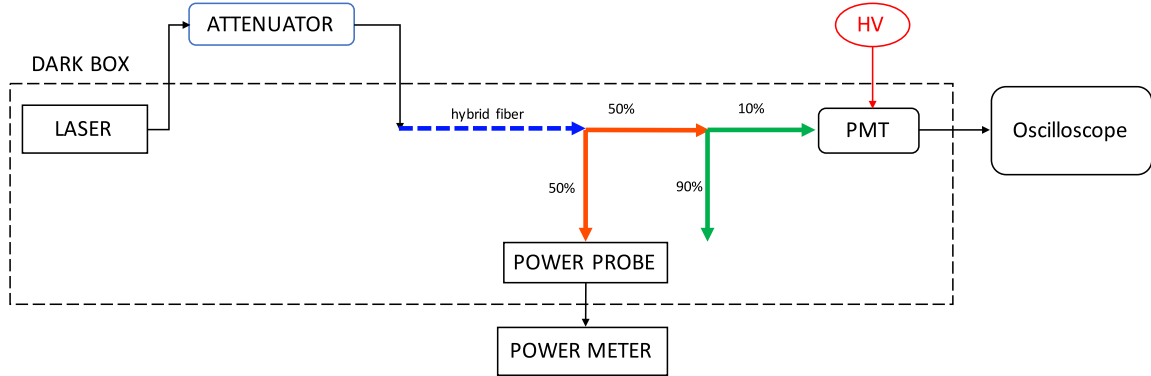 ATTENUATOR
HV
DARK BOX
LASER
hybrid fiber
50%
10%
PMT
Oscilloscope
50%
90%
POWER PROBE
POWER METER